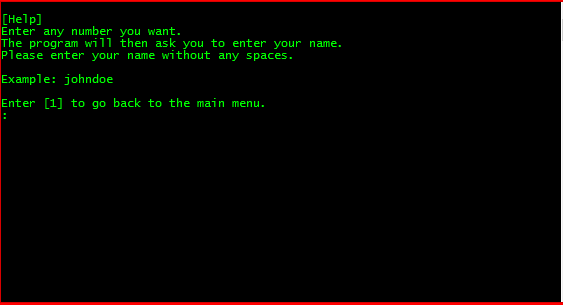 [Help]
Enter any number you want.
The program will then ask you to enter your name.
Please enter your name without any spaces.
Example: johndoe
Enter [1] to go back to the main menu.
: